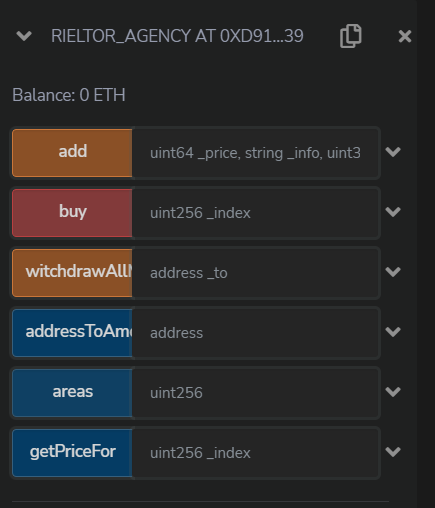 RIELTOR_AGENCY AT 0XD91...39
Balance: 0 ETH
add uint64 _price, string _info, uint3
buy uint256 _index
witchdrawAll address _to
addressToAm address
areas uint256
getPriceFor uint256 _index